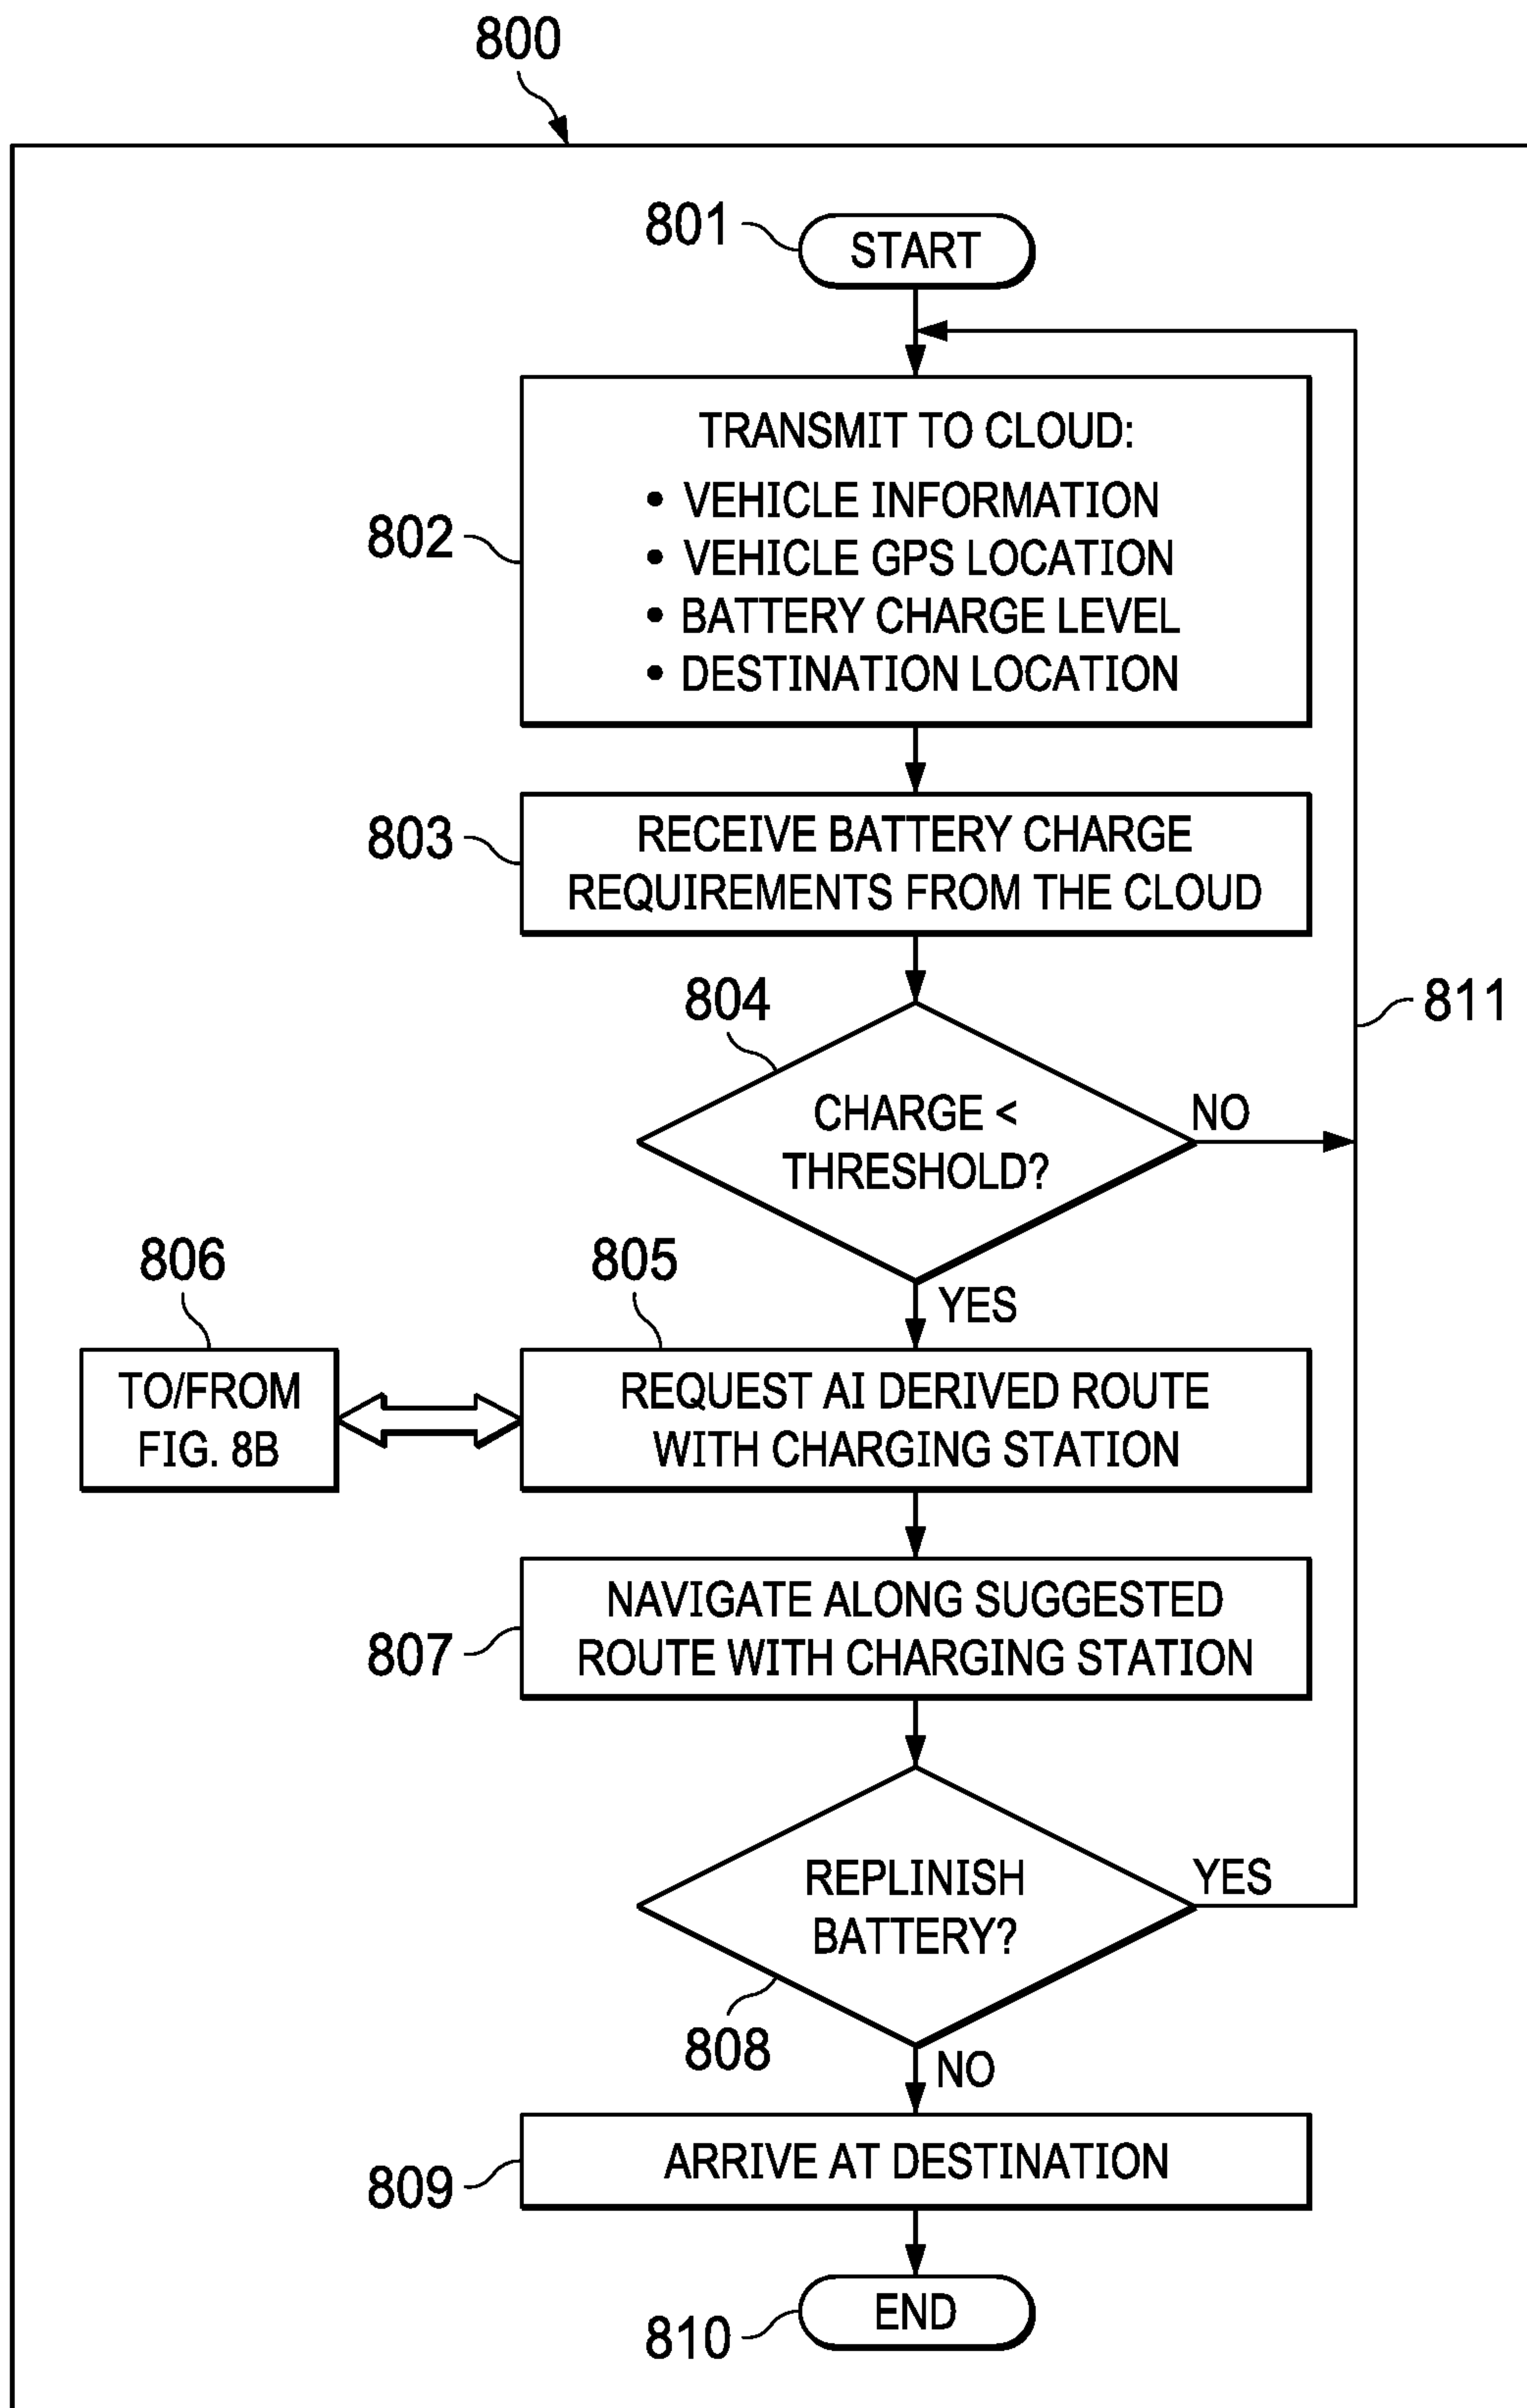 800
801
START
TRANSMIT TO CLOUD:
• VEHICLE INFORMATION
802
• VEHICLE GPS LOCATION
• BATTERY CHARGE LEVEL
• DESTINATION LOCATION
803
RECEIVE BATTERY CHARGE
REQUIREMENTS FROM THE CLOUD
804
811
CHARGE <
THRESHOLD?
NO
YES
806
805
TO/FROM
FIG. 8B
REQUEST AI DERIVED ROUTE
WITH CHARGING STATION
807
NAVIGATE ALONG SUGGESTED
ROUTE WITH CHARGING STATION
REPLINISH
BATTERY?
YES
808
NO
809
ARRIVE AT DESTINATION
END
810